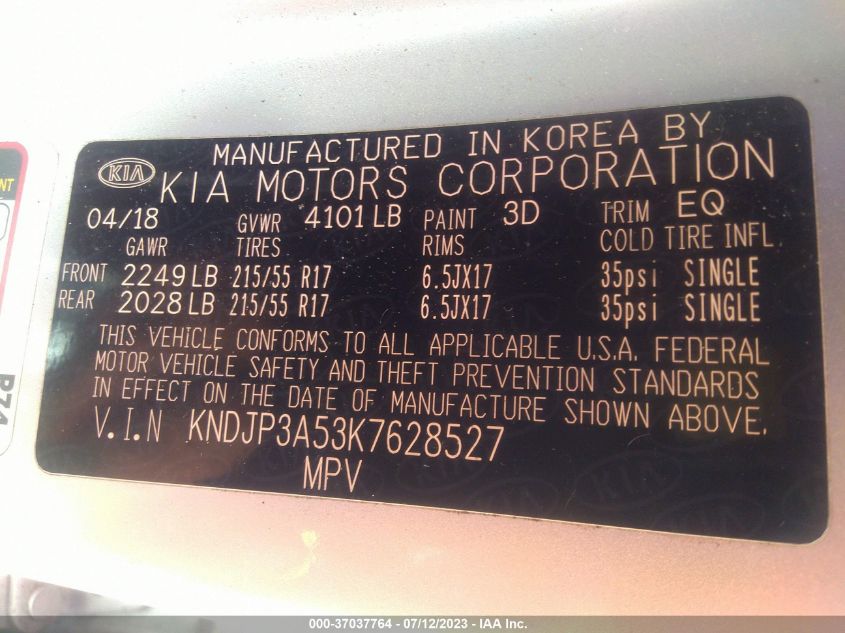 MANUFACTURED IN KOREA BY
KIA KIA MOTORS CORPORATION
04/18 GVWR 4101 LB PAINT 3D TRIM EQ
GAWR TIRES RIMS COLD TIRE INFL
FRONT 2249 LB 215/55 R17 6.5JX17 35psi SINGLE
REAR 2028 LB 215/55 R17 6.5JX17 35psi SINGLE
THIS VEHICLE CONFORMS TO ALL APPLICABLE U.S.A. FEDERAL
MOTOR VEHICLE SAFETY AND THEFT PREVENTION STANDARDS
IN EFFECT ON THE DATE OF MANUFACTURE SHOWN ABOVE.
V.I.N KNDJP3A53K7628527
MPV
000-37037764 - 07/12/2023 - IAA Inc.